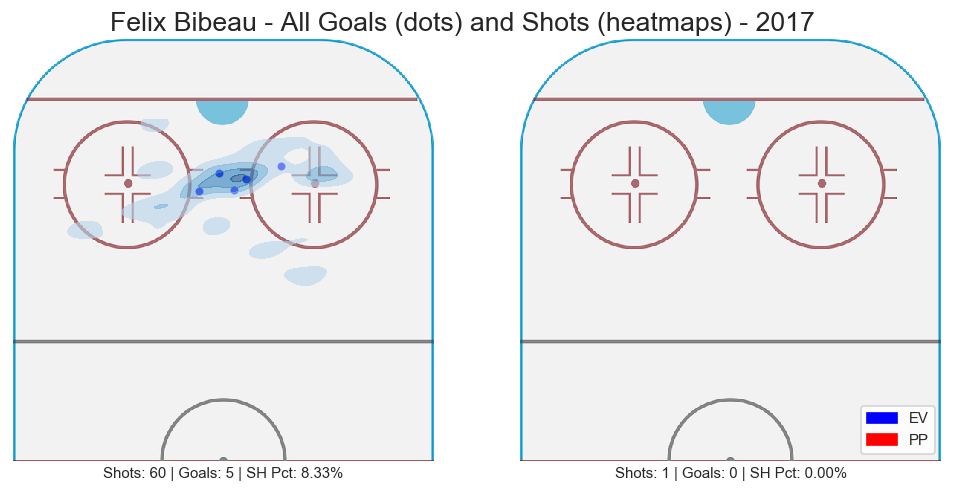 Felix Bibeau - All Goals (dots) and Shots (heatmaps) - 2017
EV
PP
Shots: 60 | Goals: 5 | SH Pct: 8.33%
Shots: 1 | Goals: 0 | SH Pct: 0.00%